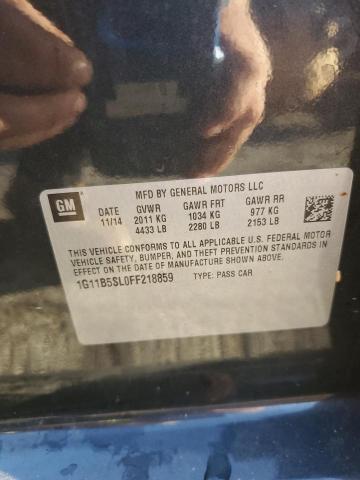 MFD BY GENERAL MOTORS LLC
GM
DATE GVWR GAWR FRT GAWR RR
11/14 2011 KG 1034 KG 977 KG
4433 LB 2280 LB 2153 LB
THIS VEHICLE CONFORMS TO ALL APPLICABLE U.S. FEDERAL MOTOR
VEHICLE SAFETY, BUMPER, AND THEFT PREVENTION STANDARDS IN
EFFECT ON THE DATE OF MANUFACTURE SHOWN ABOVE.
1G11B5SL0FF218859 TYPE: PASS CAR